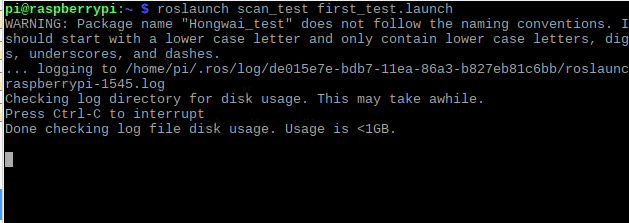 pi@raspberrypi:~ $ roslaunch scan_test first_test.launch
WARNING: Package name "Hongwai_test" does not follow the naming conventions. I
should start with a lower case letter and only contain lower case letters, dig
s, underscores, and dashes.
... logging to /home/pi/.ros/log/de015e7e-bdb7-11ea-86a3-b827eb81c6bb/roslaunc
raspberrypi-1545.log
Checking log directory for disk usage. This may take awhile.
Press Ctrl-C to interrupt
Done checking log file disk usage. Usage is <1GB.